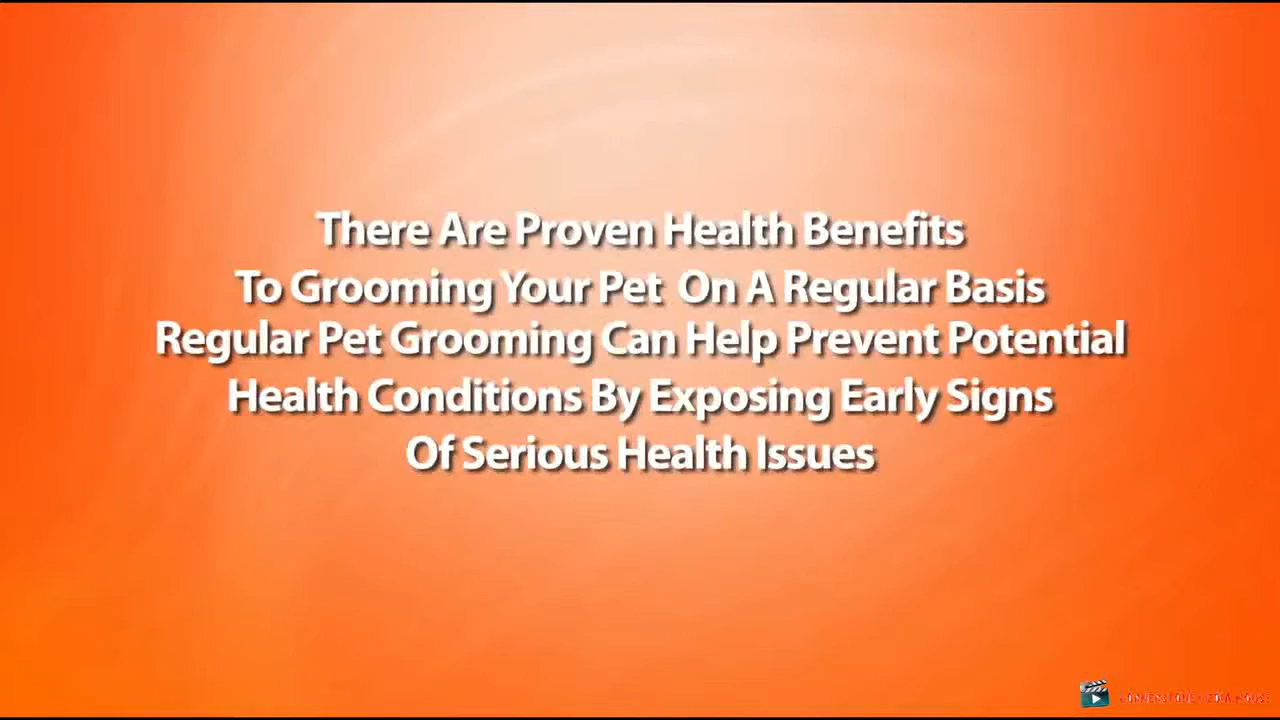 There Are Proven Health Benefits
To Grooming Your Pet On A Regular Basis
Regular Pet Grooming Can Help Prevent Potential
Health Conditions By Exposing Early Signs
Of Serious Health Issues